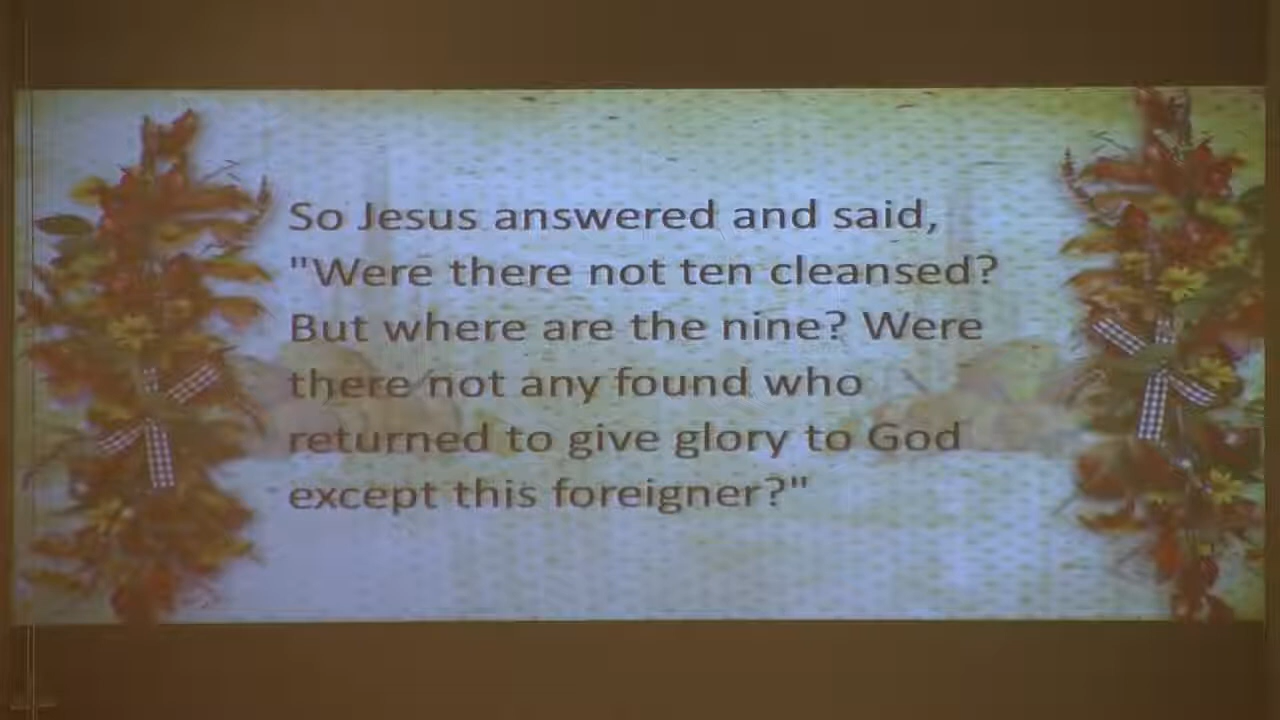 So Jesus answered and said,
"Were there not ten cleansed?
But where are the nine? Were
there not any found who
returned to give glory to God
except this foreigner?"